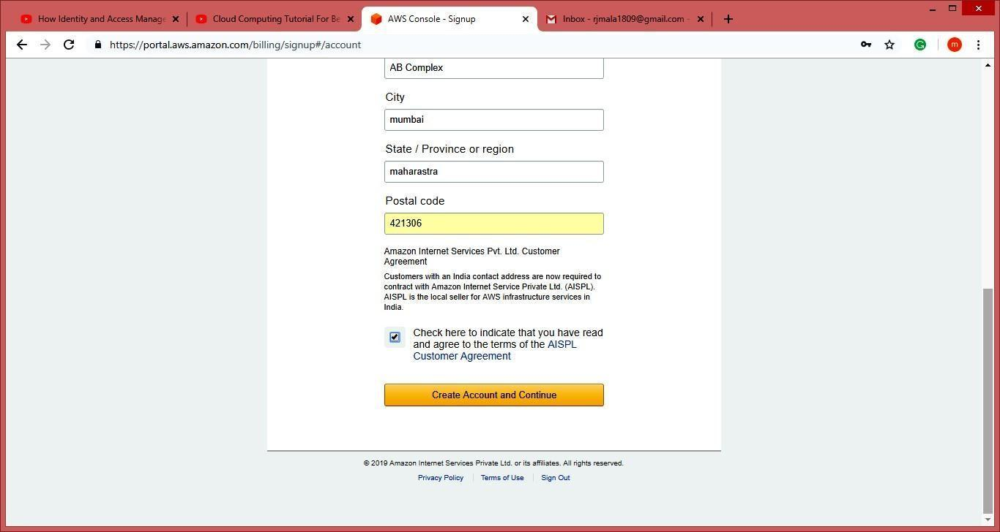 How Identity and Access Manage
Cloud Computing Tutorial For Be
AWS Console - Signup
Inbox - rjmala1809@gmail.com -
https://portal.aws.amazon.com/billing/signup#/account
m
AB Complex
City
mumbai
State / Province or region
maharastra
Postal code
421306
Amazon Internet Services Pvt. Ltd. Customer
Agreement
Customers with an India contact address are now required to
contract with Amazon Internet Service Private Ltd. (AISPL).
AISPL is the local seller for AWS infrastructure services in
India.
Check here to indicate that you have read
and agree to the terms of the AISPL
Customer Agreement
Create Account and Continue
© 2019 Amazon Internet Services Private Ltd. or its affiliates. All rights reserved.
Privacy Policy Terms of Use Sign Out